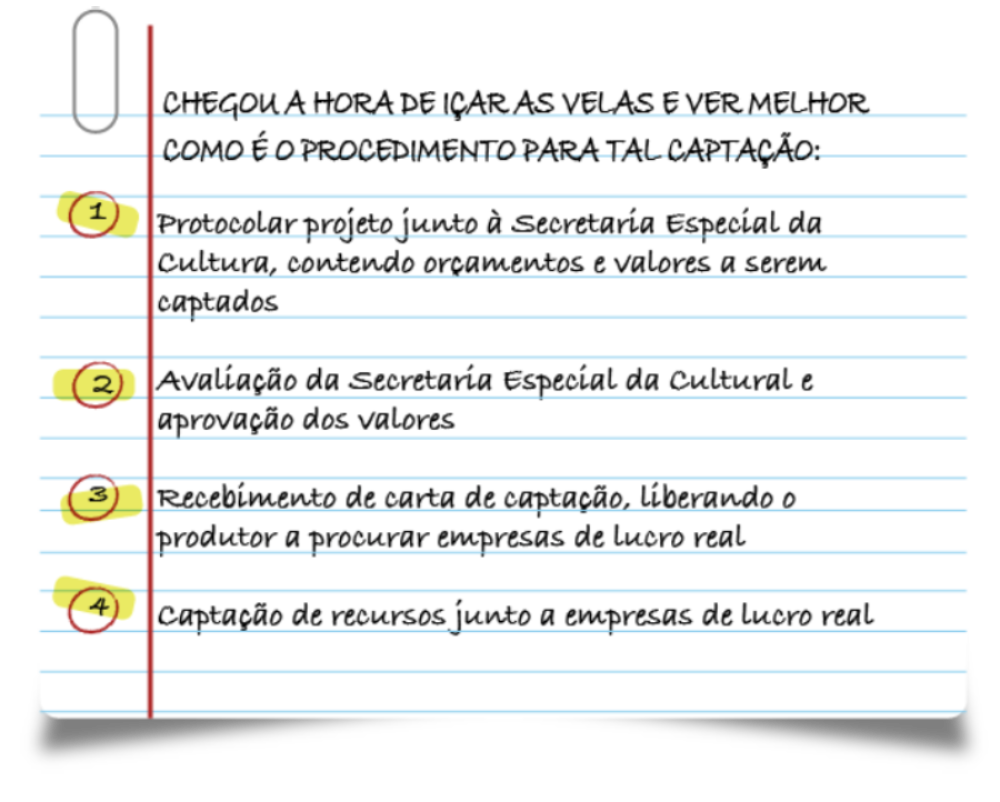 CHEGOU A HORA DE IÇAR AS VELAS E VER MELHOR
COMO É O PROCEDIMENTO PARA TAL CAPTAÇÃO:
1
Protocolar projeto junto à Secretaria Especial da
Cultura, contendo orçamentos e valores a serem
captados
2
Avaliação da Secretaria Especial da Cultural e
aprovação dos valores
3
Recebimento de carta de captação, liberando o
produtor a procurar empresas de lucro real
4
Captação de recursos junto a empresas de lucro real